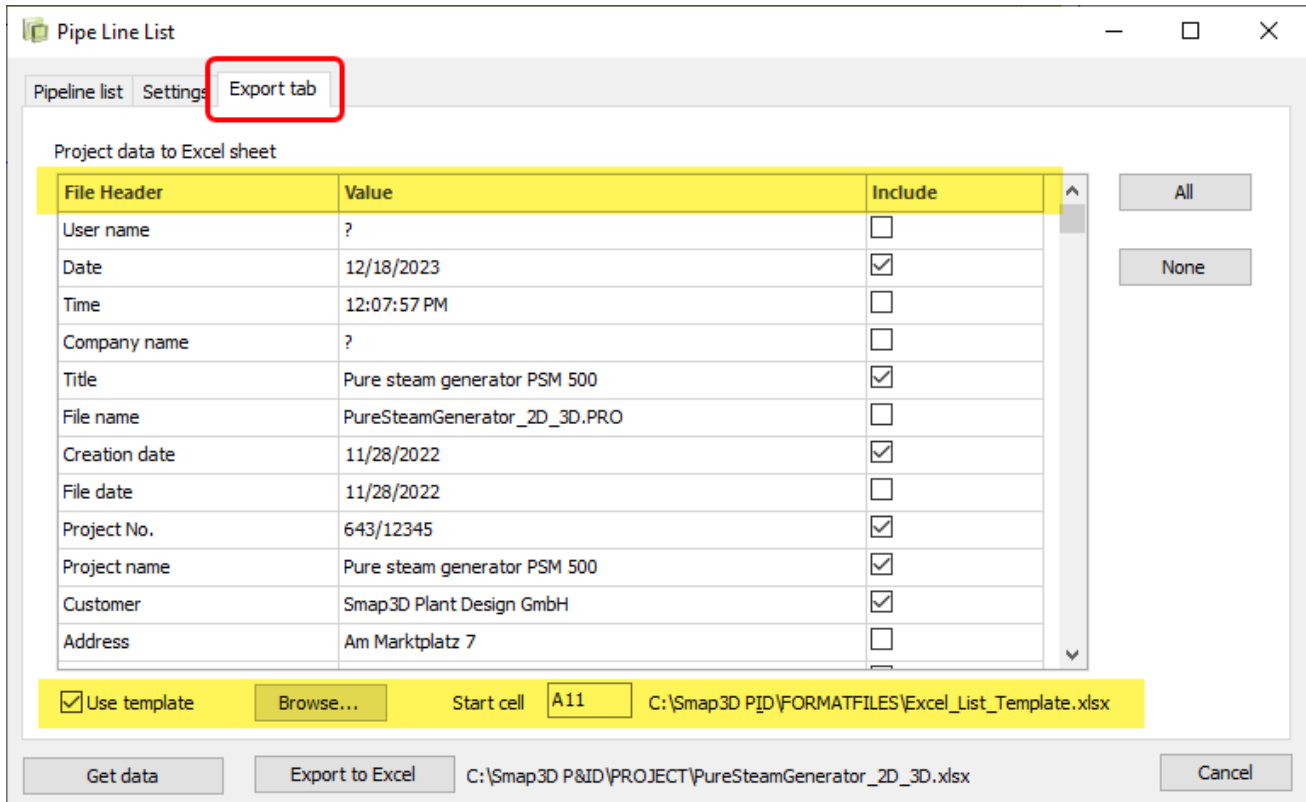 Pipe Line List
Pipeline list Settings Export tab
Project data to Excel sheet
File Header Value Include
All
User name ?
Date 12/18/2023
None
Time 12:07:57 PM
Company name ?
Title Pure steam generator PSM 500
File name PureSteamGenerator_2D_3D.PRO
Creation date 11/28/2022
File date 11/28/2022
Project No. 643/12345
Project name Pure steam generator PSM 500
Customer Smap3D Plant Design GmbH
Address Am Marktplatz 7
Use template Browse... Start cell A11 C:\Smap3D PID\FORMATFILES\Excel_List_Template.xlsx
Get data Export to Excel C:\Smap3D P&ID\PROJECT\PureSteamGenerator_2D_3D.xlsx Cancel